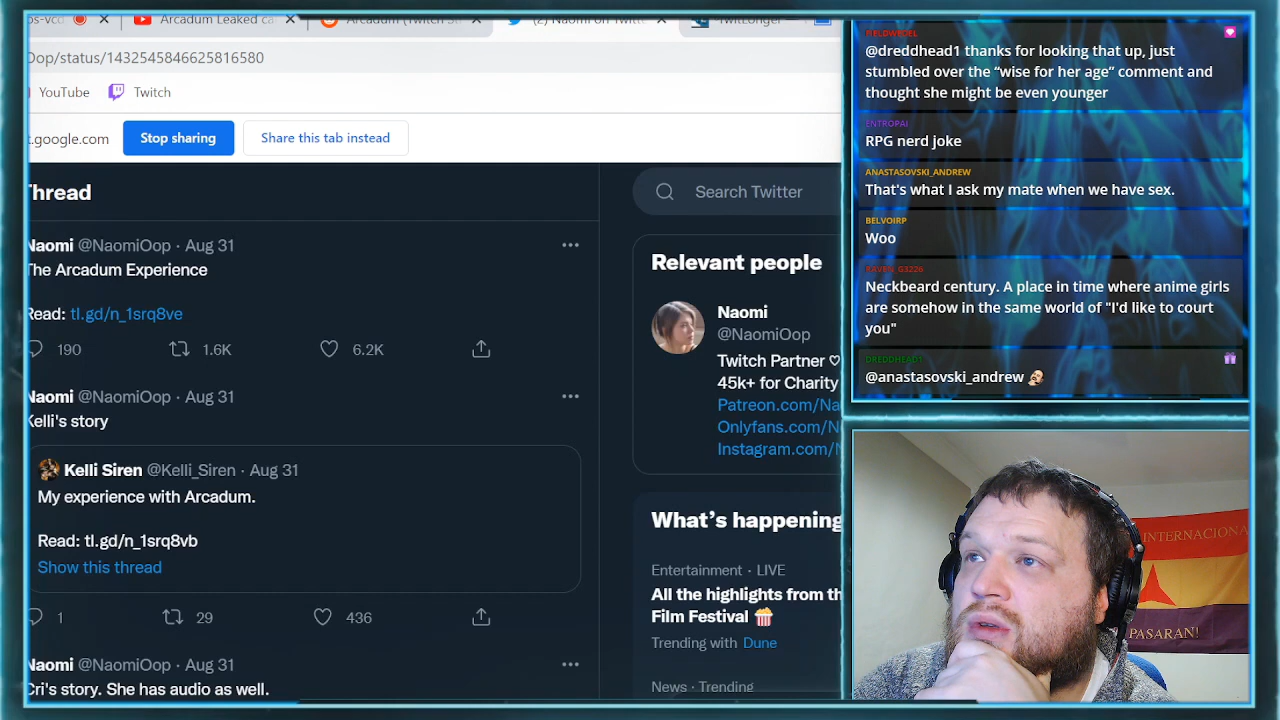 Arcadum Leaked ca
Arcadum (Twitch St
(2) Naomi on Twitte
TwitLonger
Oop/status/1432545846625816580
YouTube
Twitch
t.google.com
Stop sharing
Share this tab instead
Thread
Search Twitter
Naomi @NaomiOop · Aug 31
The Arcadum Experience
Read: tl.gd/n_1srq8ve
190
1.6K
6.2K
Naomi @NaomiOop · Aug 31
Kelli's story
Kelli Siren @Kelli_Siren · Aug 31
My experience with Arcadum.
Read: tl.gd/n_1srq8vb
Show this thread
1
29
436
Naomi @NaomiOop · Aug 31
Cri's story. She has audio as well.
Relevant people
Naomi
@NaomiOop
Twitch Partner ♡
45k+ for Charity
Patreon.com/Na
Onlyfans.com/N
Instagram.com/
What's happening
Entertainment · LIVE
All the highlights from th
Film Festival 🍿
Trending with Dune
News · Trending
@dreddhead1 thanks for looking that up, just
stumbled over the “wise for her age” comment and
thought she might be even younger
ENTROPAI
RPG nerd joke
ANASTASOVSKI_ANDREW
That's what I ask my mate when we have sex.
BELVOIRP
Woo
RAVEN_G3226
Neckbeard century. A place in time where anime girls
are somehow in the same world of "I'd like to court
you"
DREDDHEAD1
@anastasovski_andrew
INTERNACIONA
PASARAN!